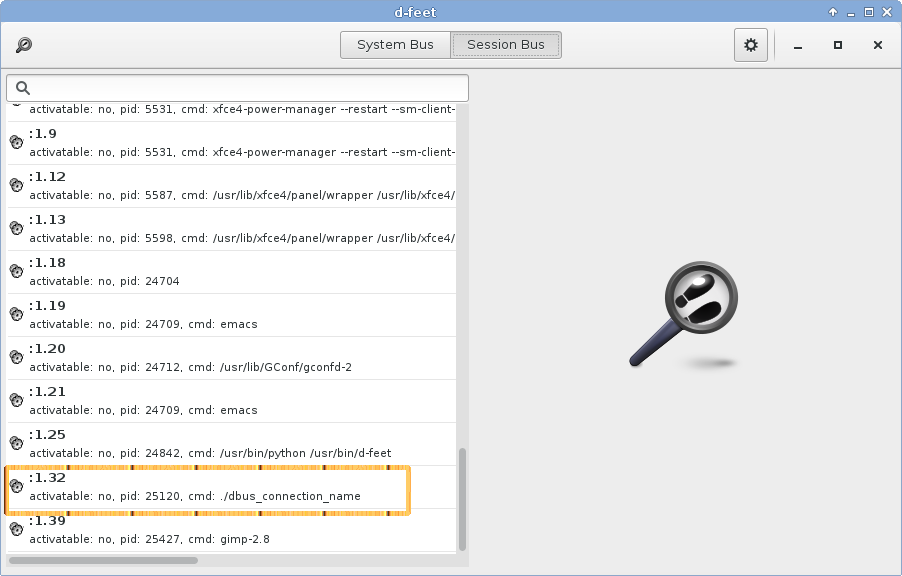 d-feet
System Bus
Session Bus
activatable: no, pid: 5531, cmd: xfce4-power-manager --restart --sm-client-
:1.9
activatable: no, pid: 5531, cmd: xfce4-power-manager --restart --sm-client-
:1.12
activatable: no, pid: 5587, cmd: /usr/lib/xfce4/panel/wrapper /usr/lib/xfce4/
:1.13
activatable: no, pid: 5598, cmd: /usr/lib/xfce4/panel/wrapper /usr/lib/xfce4/
:1.18
activatable: no, pid: 24704
:1.19
activatable: no, pid: 24709, cmd: emacs
:1.20
activatable: no, pid: 24712, cmd: /usr/lib/GConf/gconfd-2
:1.21
activatable: no, pid: 24709, cmd: emacs
:1.25
activatable: no, pid: 24842, cmd: /usr/bin/python /usr/bin/d-feet
:1.32
activatable: no, pid: 25120, cmd: ./dbus_connection_name
:1.39
activatable: no, pid: 25427, cmd: gimp-2.8